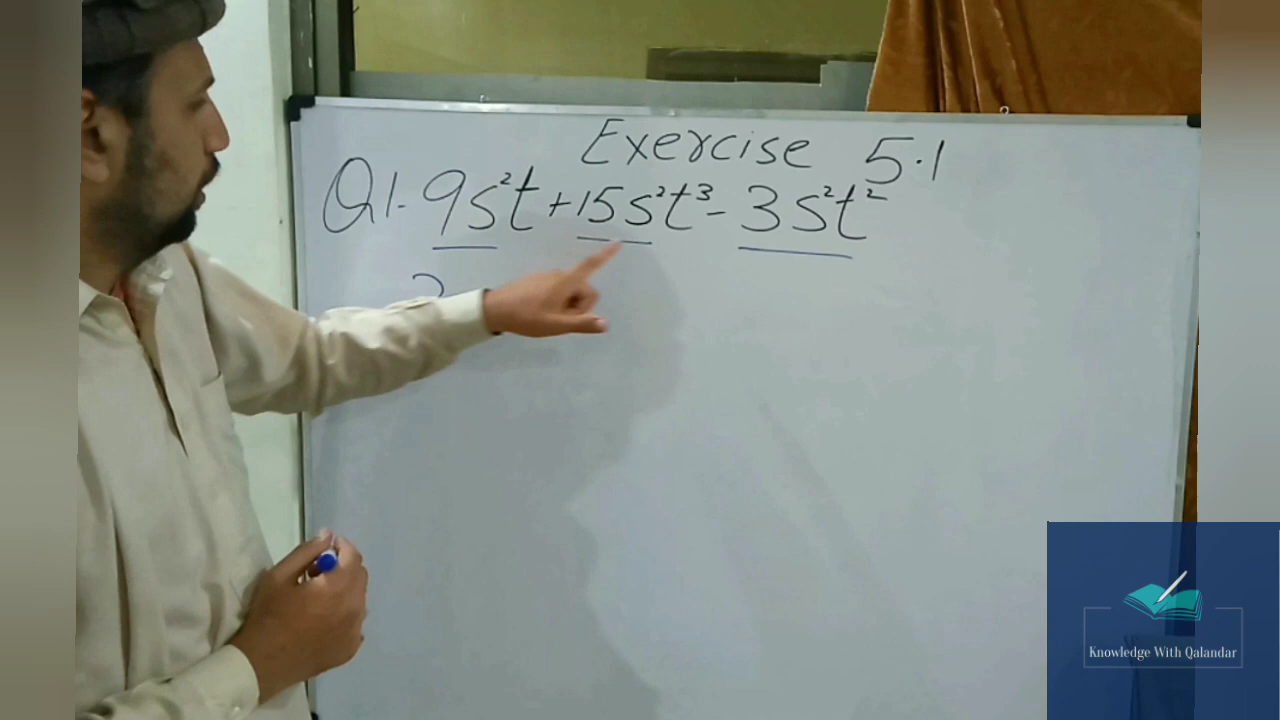 Exercise 5.1
Q1. 9s²t + 15s²t³ - 3s²t²
Knowledge With Qalandar